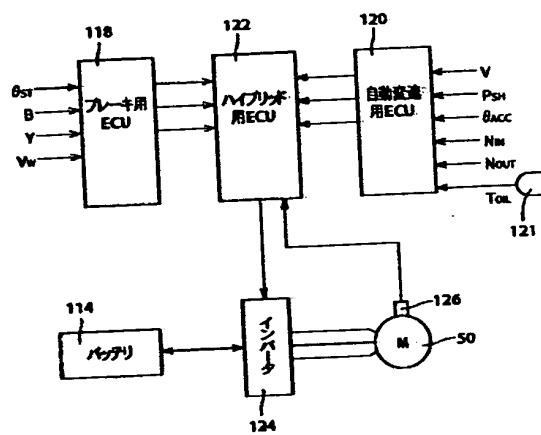 118
122
120
θST
B
Y
VW
ブレーキ用
ECU
ハイブリッド
用ECU
自動変速
用ECU
V
PSH
θACC
NIN
NOUT
TOIL
121
114
バッテリ
インバータ
124
126
M
50